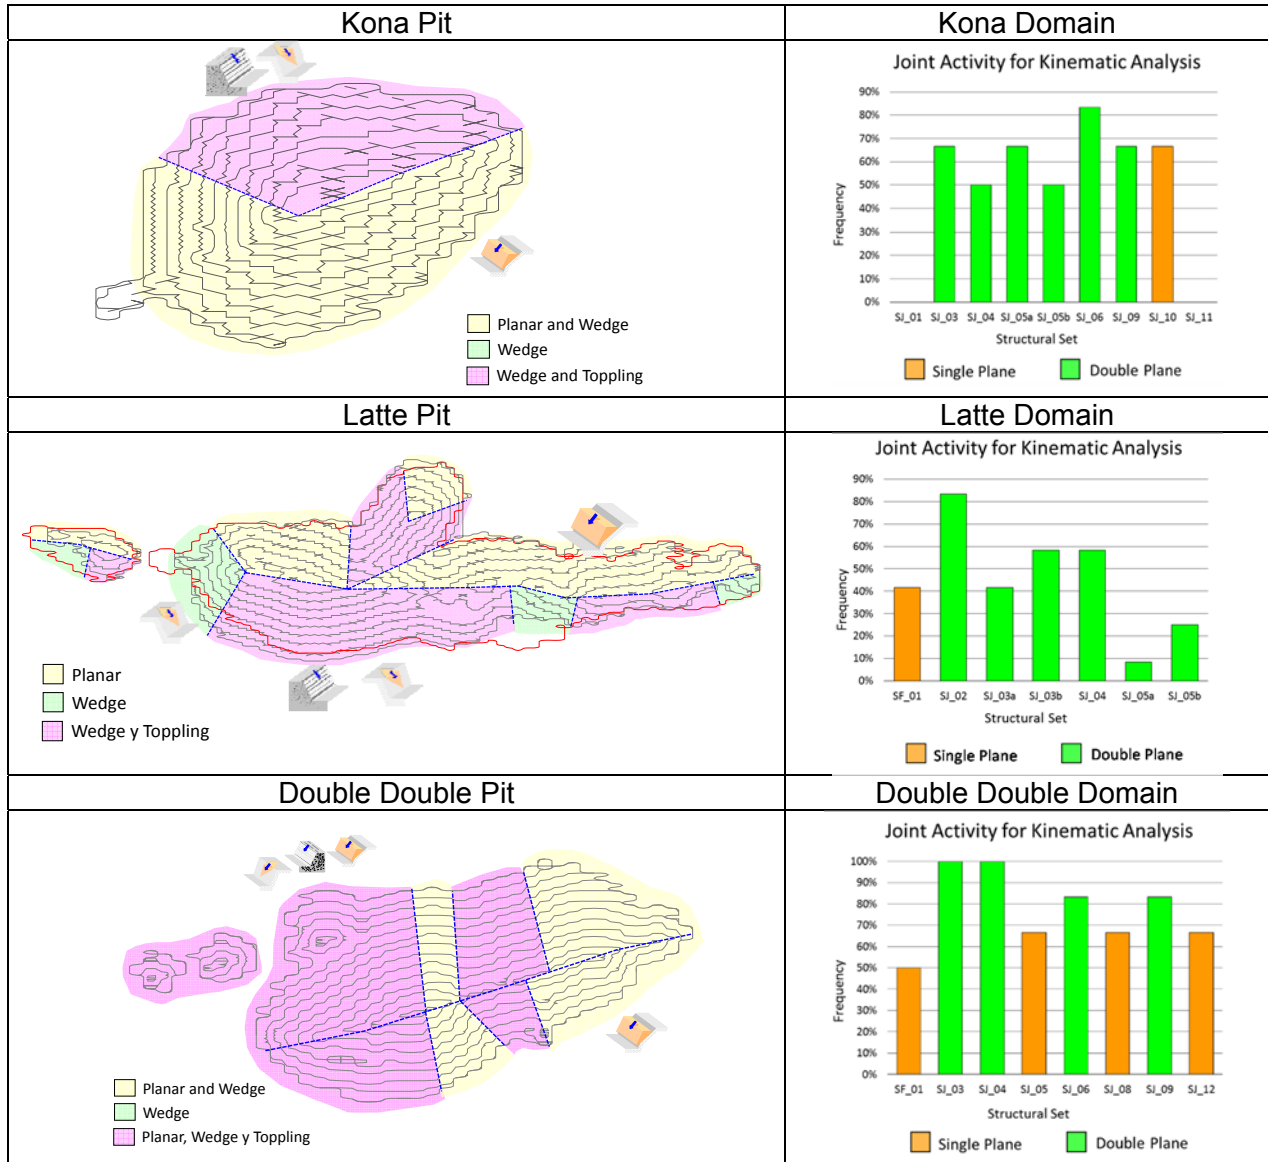 Kona Pit
Kona Domain
Planar and Wedge
Wedge
Wedge and Toppling
Joint Activity for Kinematic Analysis
90%
80%
70%
60%
50%
40%
30%
20%
10%
0%
Frequency
SJ_01 SJ_03 SJ_04 SJ_05a SJ_05b SJ_06 SJ_09 SJ_10 SJ_11
Structural Set
Single Plane Double Plane
Latte Pit
Latte Domain
Planar
Wedge
Wedge y Toppling
Joint Activity for Kinematic Analysis
90%
80%
70%
60%
50%
40%
30%
20%
10%
0%
Frequency
SF_01 SJ_02 SJ_03a SJ_03b SJ_04 SJ_05a SJ_05b
Structural Set
Single Plane Double Plane
Double Double Pit
Double Double Domain
Planar and Wedge
Wedge
Planar, Wedge y Toppling
Joint Activity for Kinematic Analysis
100%
90%
80%
70%
60%
50%
40%
30%
20%
10%
0%
Frequency
SF_01 SJ_03 SJ_04 SJ_05 SJ_06 SJ_08 SJ_09 SJ_12
Structural Set
Single Plane Double Plane